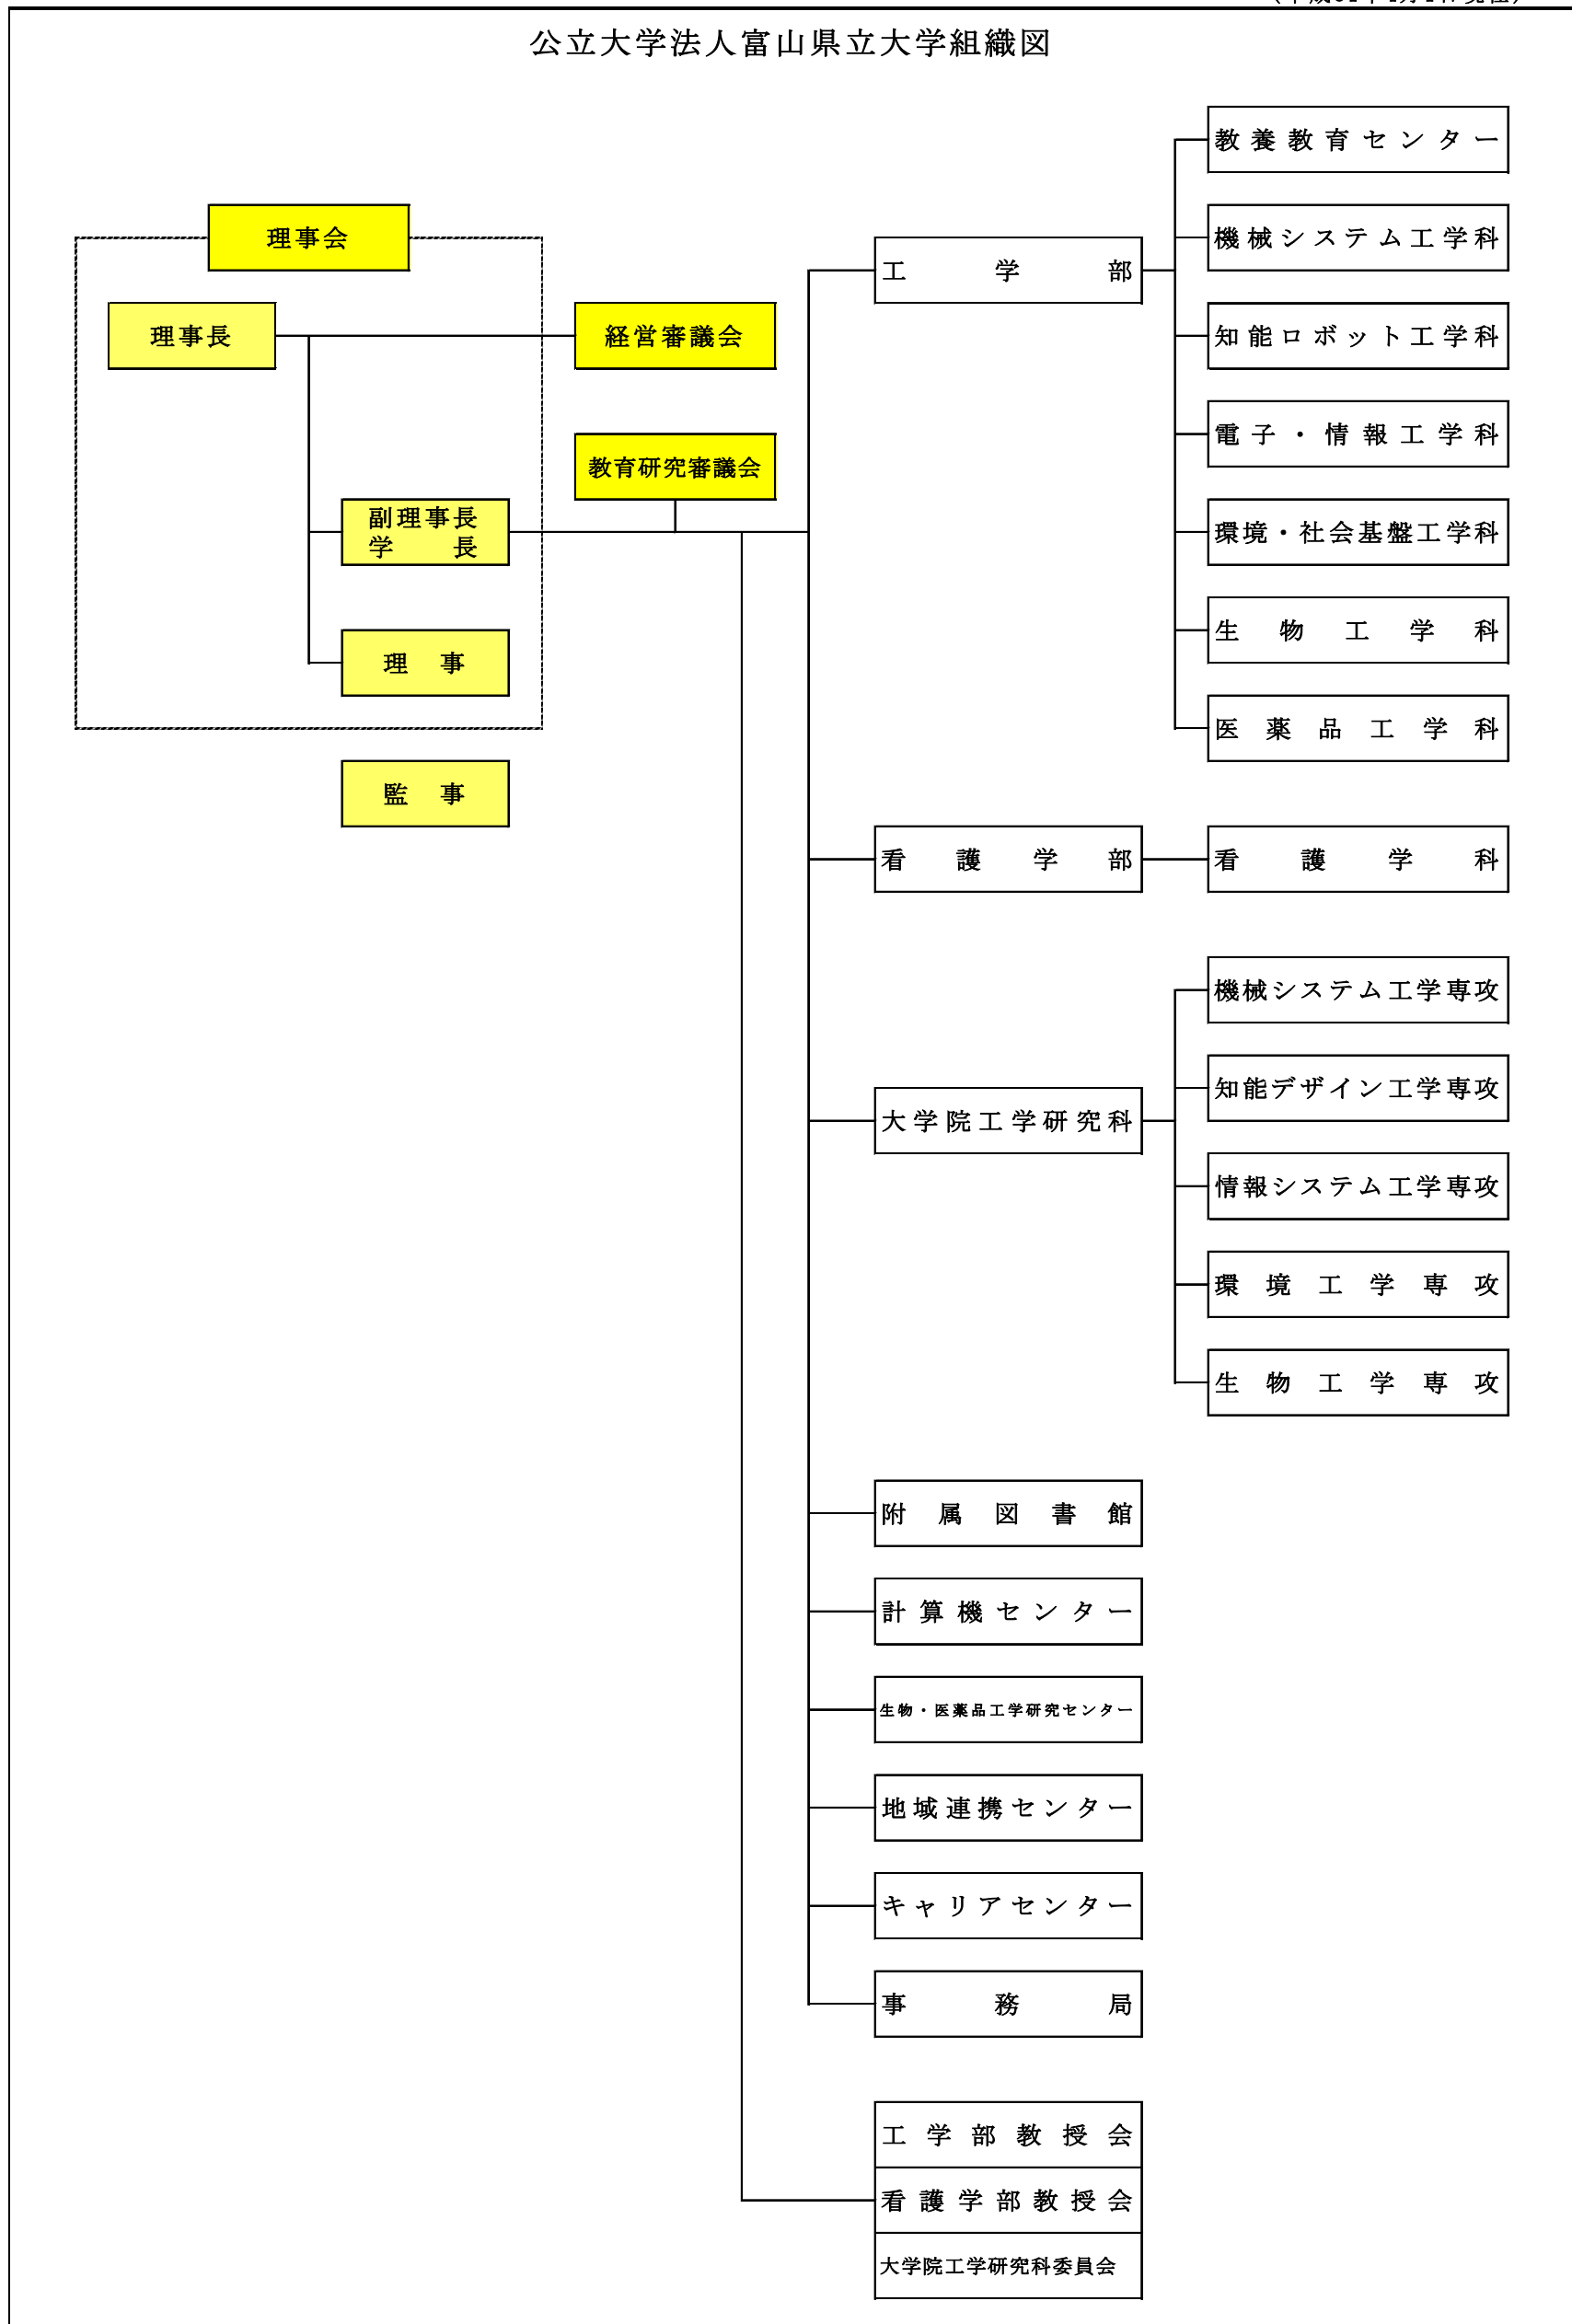 公立大学法人富山県立大学組織図
理事会
理事長
経営審議会
教育研究審議会
副理事長
学長
理事
監事
工学部
教養教育センター
機械システム工学科
知能ロボット工学科
電子・情報工学科
環境・社会基盤工学科
生物工学科
医薬品工学科
看護学部
看護学科
大学院工学研究科
機械システム工学専攻
知能デザイン工学専攻
情報システム工学専攻
環境工学専攻
生物工学専攻
附属図書館
計算機センター
生物・医薬品工学研究センター
地域連携センター
キャリアセンター
事務局
工学部教授会
看護学部教授会
大学院工学研究科委員会